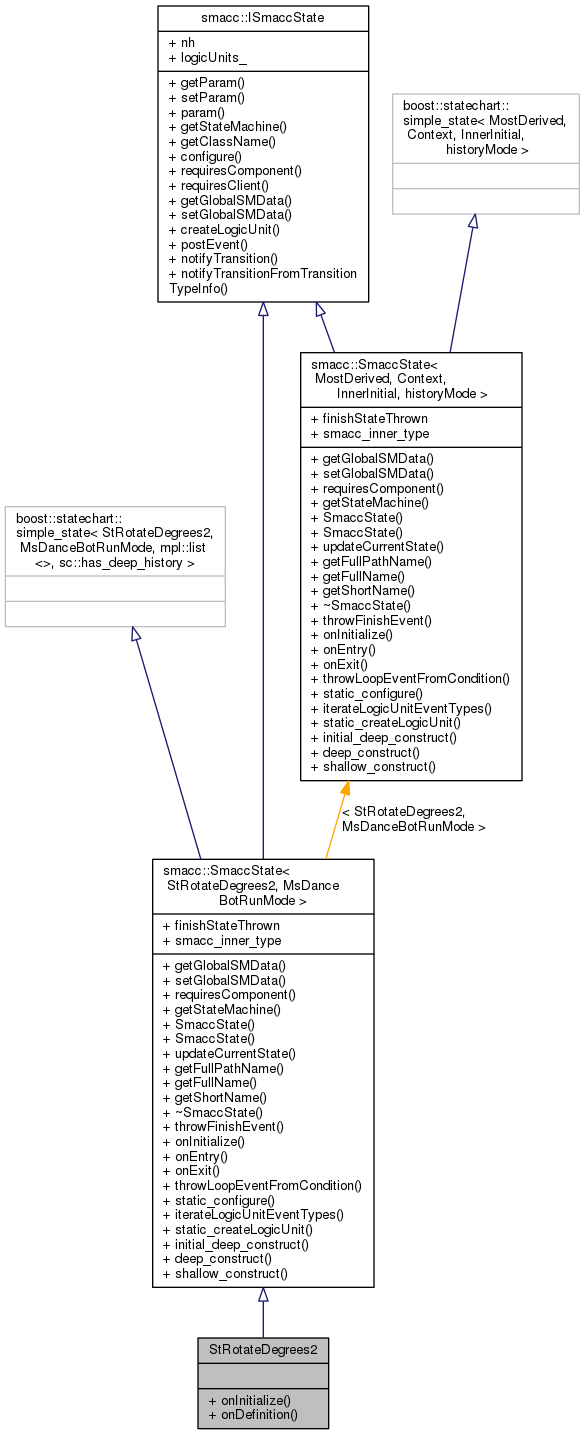 smacc::ISmaccState
+ nh
+ logicUnits_
+ getParam()
+ setParam()
+ param()
+ getStateMachine()
+ getClassName()
+ configure()
+ requiresComponent()
+ requiresClient()
+ getGlobalSMData()
+ setGlobalSMData()
+ createLogicUnit()
+ postEvent()
+ notifyTransition()
+ notifyTransitionFromTransition
TypeInfo()
boost::statechart::
simple_state< MostDerived,
Context, InnerInitial,
historyMode >
smacc::SmaccState<
MostDerived, Context,
InnerInitial, historyMode >
+ finishStateThrown
+ smacc_inner_type
+ getGlobalSMData()
+ setGlobalSMData()
+ requiresComponent()
+ getStateMachine()
+ SmaccState()
+ SmaccState()
+ updateCurrentState()
+ getFullPathName()
+ getFullName()
+ getShortName()
+ ~SmaccState()
+ throwFinishEvent()
+ onInitialize()
+ onEntry()
+ onExit()
+ throwLoopEventFromCondition()
+ static_configure()
+ iterateLogicUnitEventTypes()
+ static_createLogicUnit()
+ initial_deep_construct()
+ deep_construct()
+ shallow_construct()
boost::statechart::
simple_state< StRotateDegrees2,
MsDanceBotRunMode, mpl::list
<>, sc::has_deep_history >
< StRotateDegrees2,
MsDanceBotRunMode >
smacc::SmaccState<
StRotateDegrees2, MsDance
BotRunMode >
+ finishStateThrown
+ smacc_inner_type
+ getGlobalSMData()
+ setGlobalSMData()
+ requiresComponent()
+ getStateMachine()
+ SmaccState()
+ SmaccState()
+ updateCurrentState()
+ getFullPathName()
+ getFullName()
+ getShortName()
+ ~SmaccState()
+ throwFinishEvent()
+ onInitialize()
+ onEntry()
+ onExit()
+ throwLoopEventFromCondition()
+ static_configure()
+ iterateLogicUnitEventTypes()
+ static_createLogicUnit()
+ initial_deep_construct()
+ deep_construct()
+ shallow_construct()
StRotateDegrees2
+ onInitialize()
+ onDefinition()